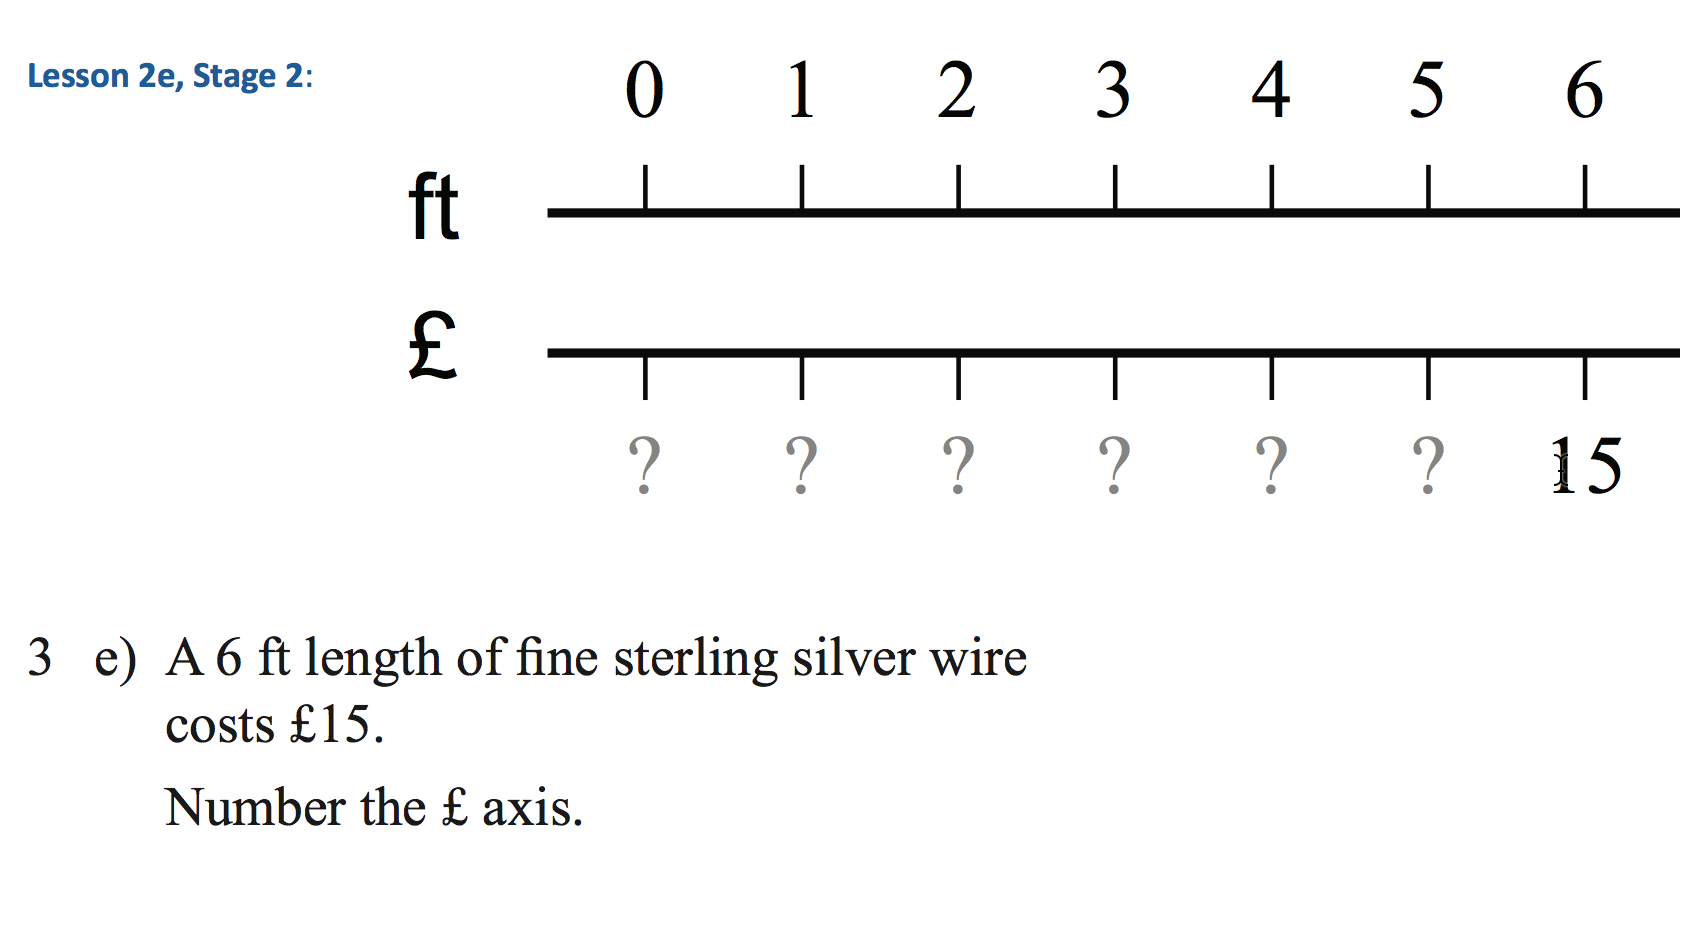 Lesson 2e, Stage 2:
0 1 2 3 4 5 6
ft
£
? ? ? ? ? ? 15
3 e) A 6 ft length of fine sterling silver wire
costs £15.
Number the £ axis.